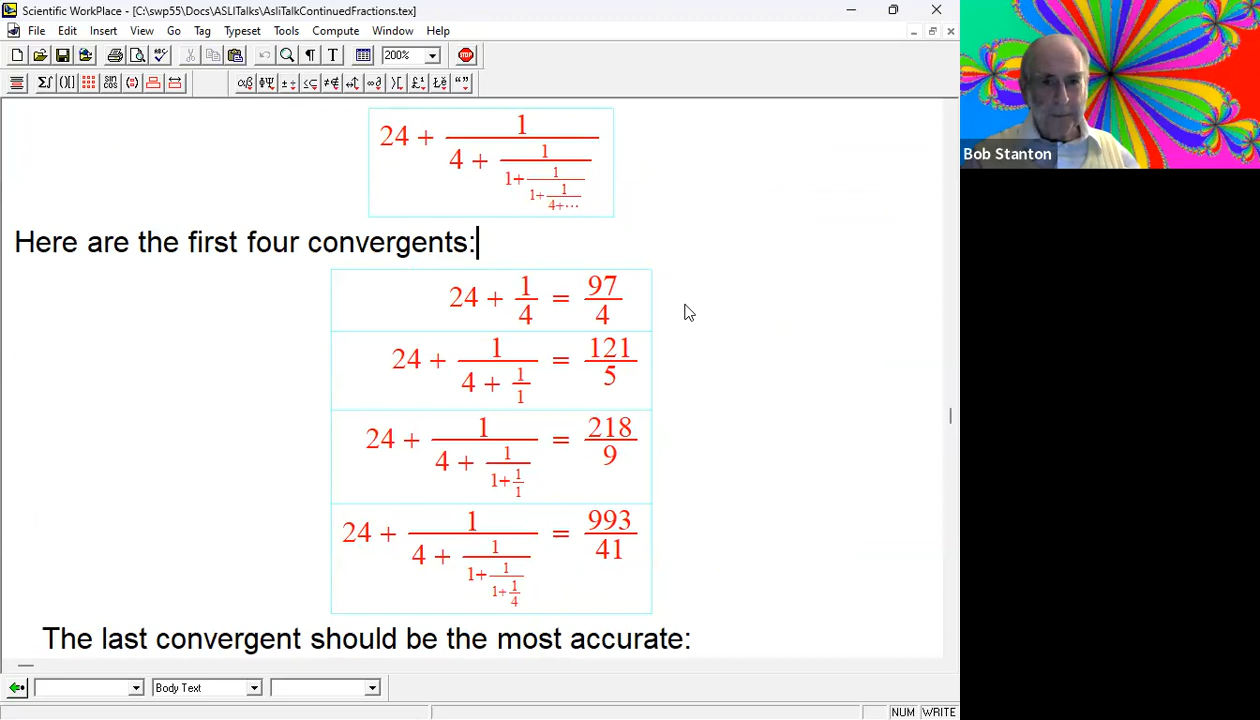 Scientific WorkPlace - [C:\swp55\Docs\ASLITalks\AsliTalkContinuedFractions.tex]
File Edit Insert View Go Tag Typeset Tools Compute Window Help
200%
STOP
24 + 1/(4 + 1/(1+1/(1+1/(4+⋯))))
Here are the first four convergents:
24 + 1/4 = 97/4
24 + 1/(4 + 1/1) = 121/5
24 + 1/(4 + 1/(1+1/1)) = 218/9
24 + 1/(4 + 1/(1+1/(1+1/4))) = 993/41
The last convergent should be the most accurate:
Body Text
NUM WRITE
Bob Stanton